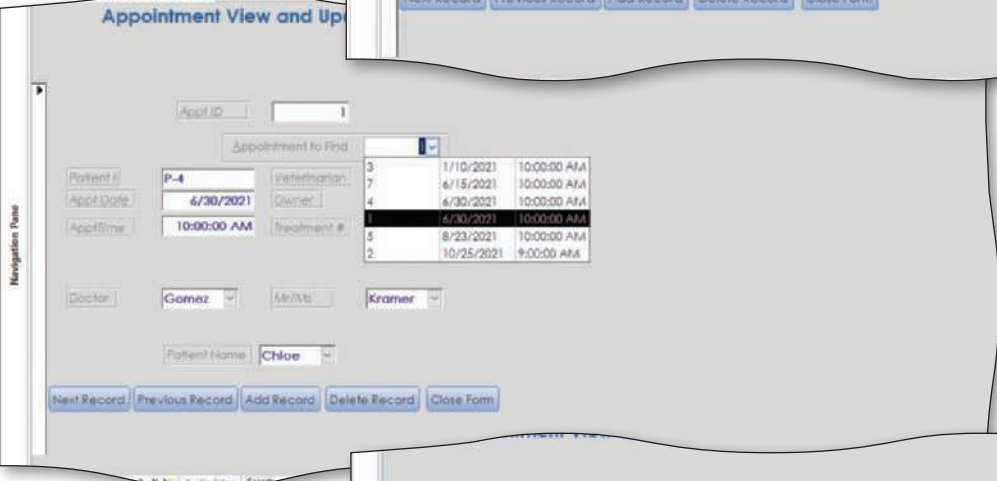 Next Record Previous Record Add Record Delete Record Close Form
Appointment View and Up
Appt ID 1
Appointment to Find 1
3 1/10/2021 10:00:00 AM
7 6/15/2021 10:00:00 AM
4 6/30/2021 10:00:00 AM
1 6/30/2021 10:00:00 AM
5 8/23/2021 10:00:00 AM
2 10/25/2021 9:00:00 AM
Patient # P-4 Veterinarian
Appt Date 6/30/2021 Owner
ApptTime 10:00:00 AM Treatment #
Navigation Pane
Doctor Gomez Mr/Ms Kramer
Patient Name Chloe
Next Record Previous Record Add Record Delete Record Close Form